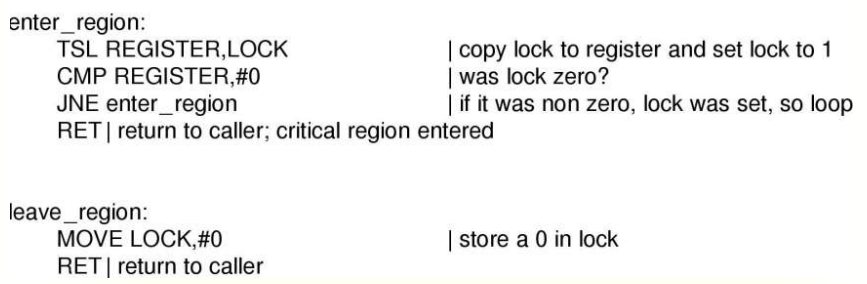 enter_region:
TSL REGISTER,LOCK | copy lock to register and set lock to 1
CMP REGISTER,#0 | was lock zero?
JNE enter_region | if it was non zero, lock was set, so loop
RET | return to caller; critical region entered
leave_region:
MOVE LOCK,#0 | store a 0 in lock
RET | return to caller